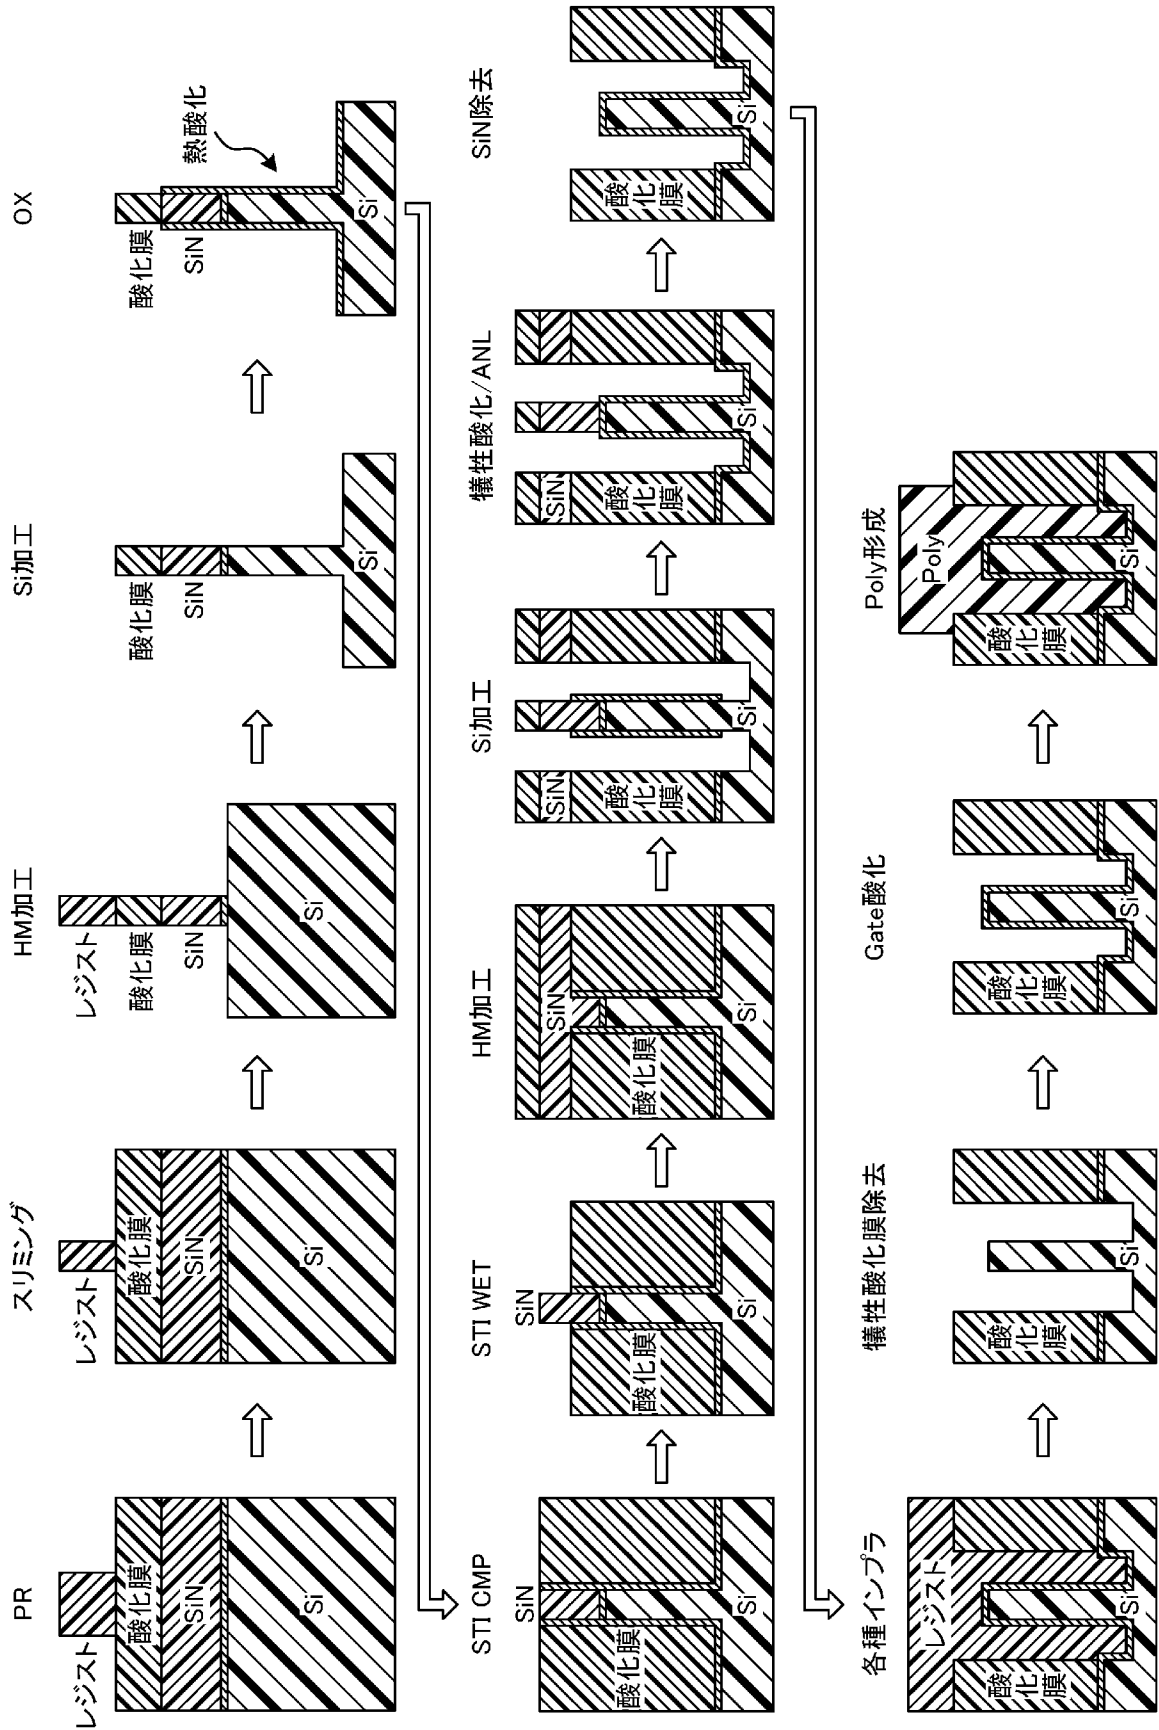 PR
レジスト
酸化膜
SiN
Si
スリミング
レジスト
酸化膜
SiN
Si
HM加工
レジスト
酸化膜
SiN
Si
Si加工
酸化膜
SiN
Si
OX
熱酸化
酸化膜
SiN
Si
STI CMP
SiN
酸化膜
Si
STI WET
SiN
酸化膜
Si
HM加工
SiN
酸化膜
Si
Si加工
SiN
酸化膜
Si
犠牲酸化/ANL
SiN
酸化膜
Si
SiN除去
酸化膜
Si
各種インプラ
レジスト
酸化膜
Si
犠牲酸化膜除去
酸化膜
Si
Gate酸化
酸化膜
Si
Poly形成
Poly
酸化膜
Si